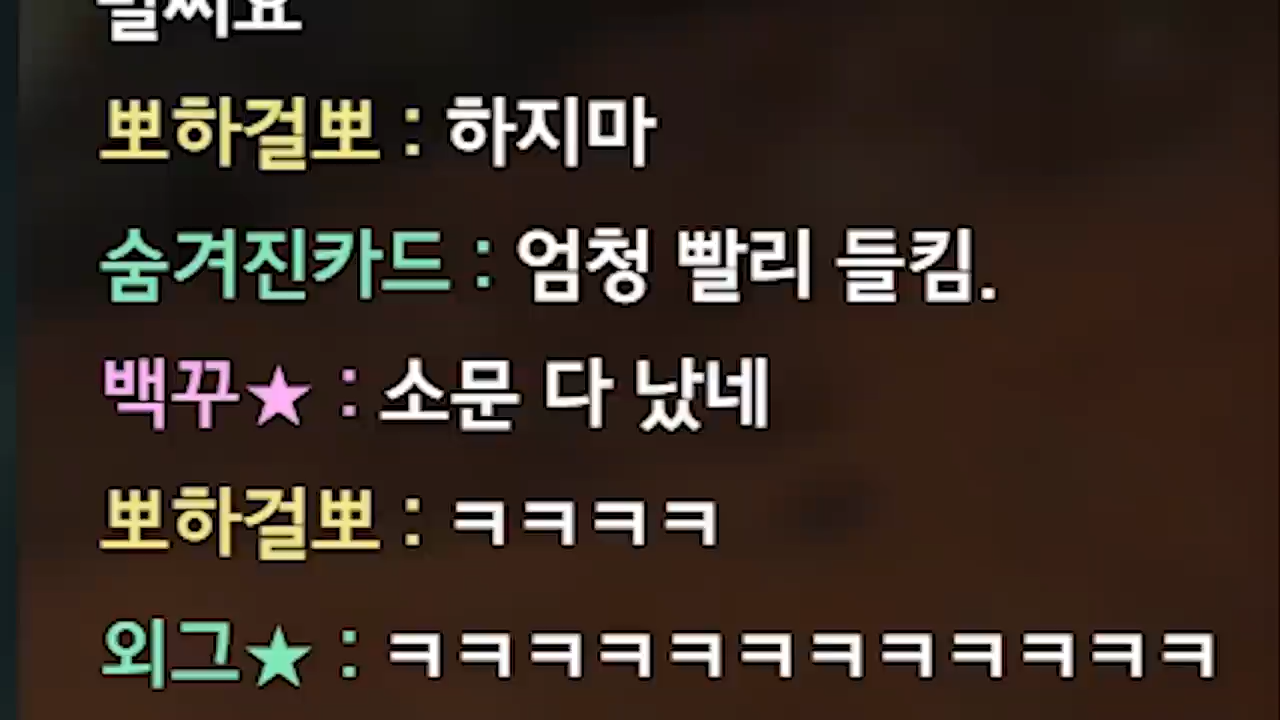 뽀하걸뽀 : 하지마
숨겨진카드 : 엄청 빨리 들킴.
백꾸★ : 소문 다 났네
뽀하걸뽀 : ㅋㅋㅋㅋ
외그★ : ㅋㅋㅋㅋㅋㅋㅋㅋㅋㅋㅋㅋ